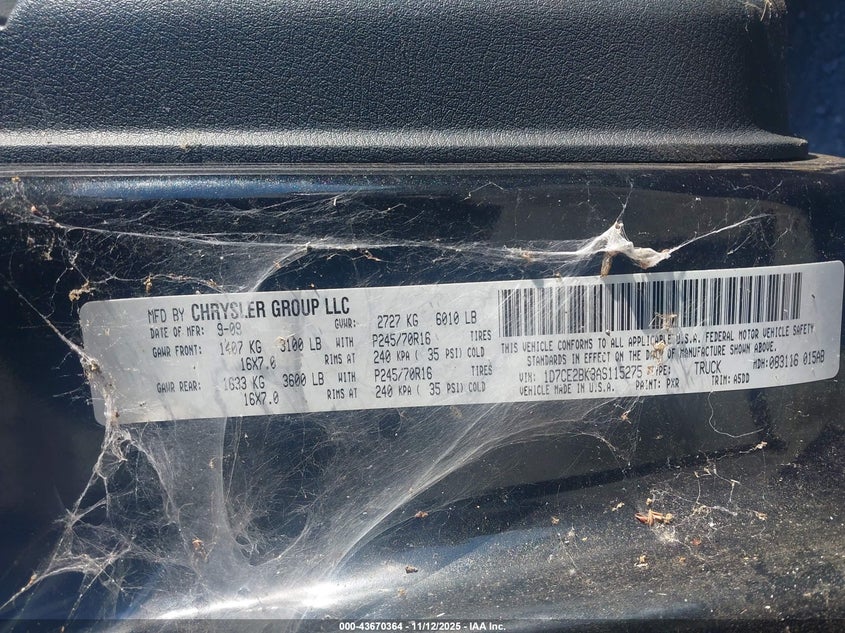 MFD BY CHRYSLER GROUP LLC
DATE OF MFR: 9-09 GVWR: 2727 KG 6010 LB
GAWR FRONT: 1407 KG 3100 LB WITH P245/70R16 TIRES
16X7.0 RIMS AT 240 KPA ( 35 PSI) COLD
GAWR REAR: 1633 KG 3600 LB WITH P245/70R16 TIRES
16X7.0 RIMS AT 240 KPA ( 35 PSI) COLD
THIS VEHICLE CONFORMS TO ALL APPLICABLE U.S.A. FEDERAL MOTOR VEHICLE SAFETY
STANDARDS IN EFFECT ON THE DATE OF MANUFACTURE SHOWN ABOVE.
VIN: 1D7CE2BK3AS115275 TYPE: TRUCK MDH: 083116 015AB
VEHICLE MADE IN U.S.A. PAINT: PXR TRIM: ASDD
000-43670364 - 11/12/2025 - IAA Inc.